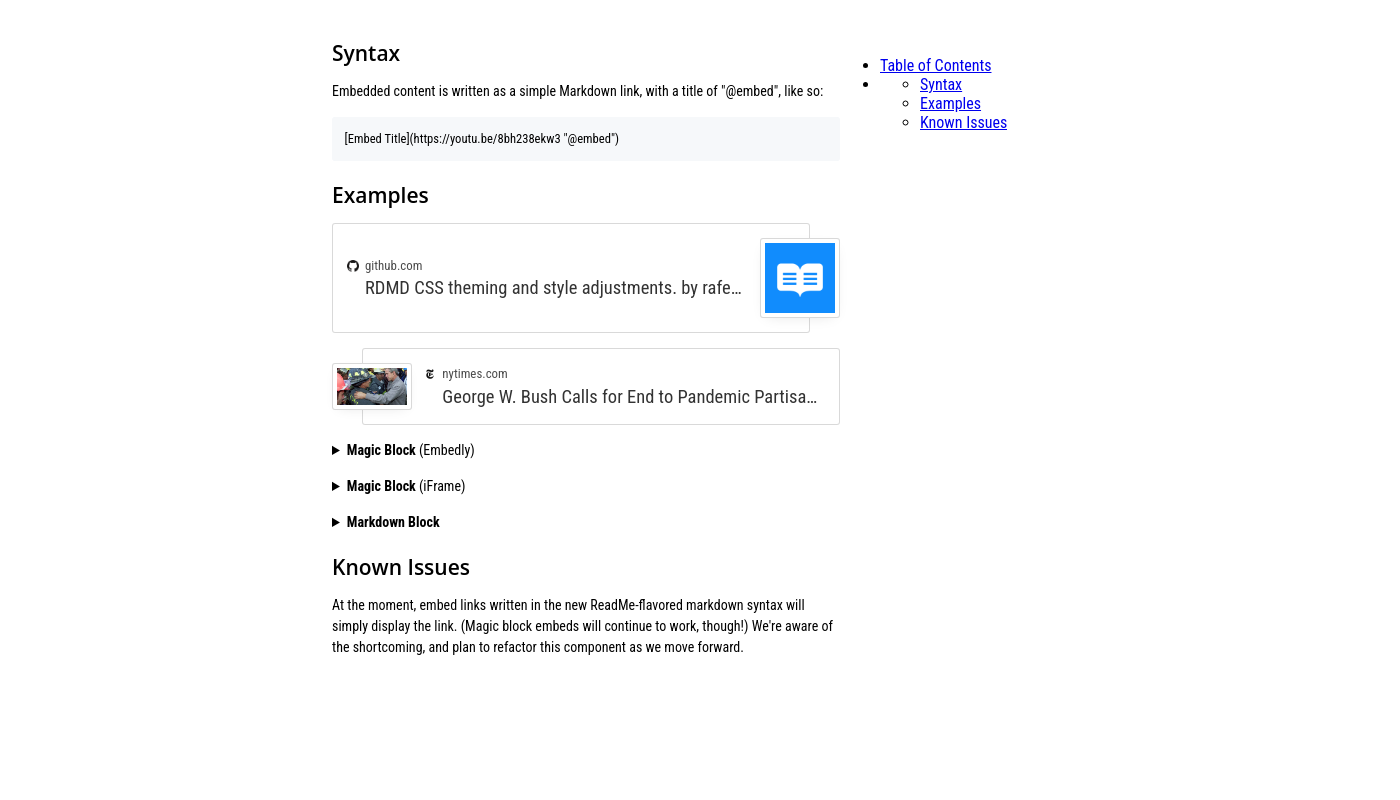 Syntax
Embedded content is written as a simple Markdown link, with a title of "@embed", like so:
[Embed Title](https://youtu.be/8bh238ekw3 "@embed")
Examples
github.com
RDMD CSS theming and style adjustments. by rafe…
nytimes.com
George W. Bush Calls for End to Pandemic Partisa…
Magic Block (Embedly)
Magic Block (iFrame)
Markdown Block
Known Issues
At the moment, embed links written in the new ReadMe-flavored markdown syntax will
simply display the link. (Magic block embeds will continue to work, though!) We're aware of
the shortcoming, and plan to refactor this component as we move forward.
Table of Contents
Syntax
Examples
Known Issues